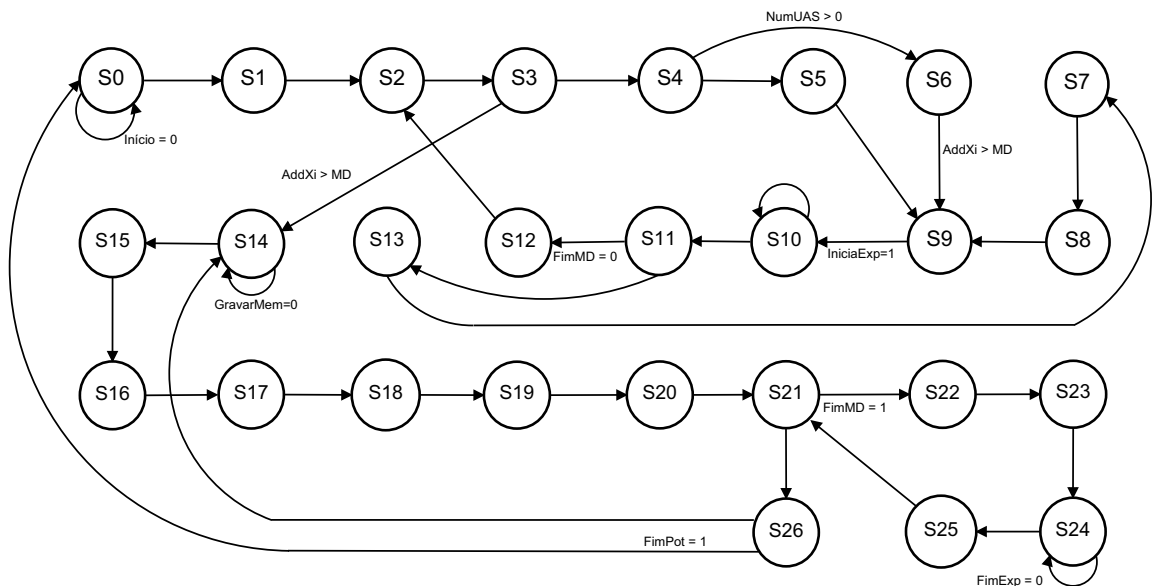 NumUAS > 0
S0
S1
S2
S3
S4
S5
S6
S7
Início = 0
AddXi > MD
AddXi > MD
S15
S14
S13
S12
S11
S10
S9
S8
FimMD = 0
IniciaExp=1
GravarMem=0
S16
S17
S18
S19
S20
S21
S22
S23
FimMD = 1
S26
S25
S24
FimPot = 1
FimExp = 0